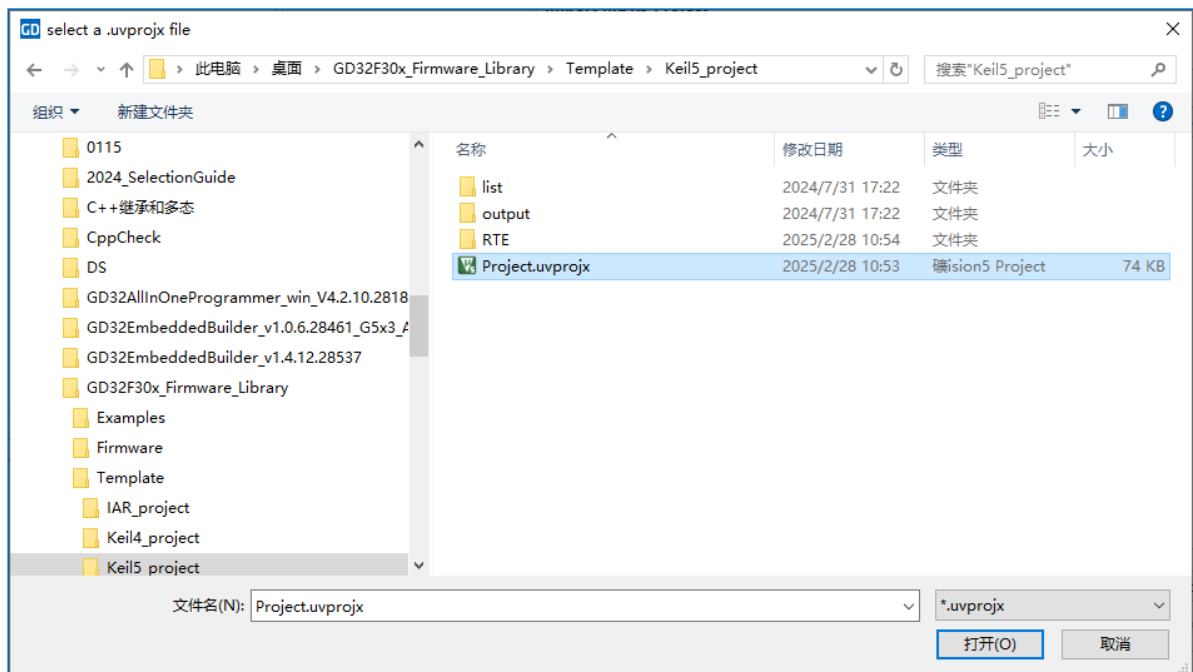 GD select a .uvprojx file
此电脑 > 桌面 > GD32F30x_Firmware_Library > Template > Keil5_project
搜索"Keil5_project"
组织 新建文件夹
0115
2024_SelectionGuide
C++继承和多态
CppCheck
DS
GD32AllInOneProgrammer_win_V4.2.10.2818
GD32EmbeddedBuilder_v1.0.6.28461_G5x3_A
GD32EmbeddedBuilder_v1.4.12.28537
GD32F30x_Firmware_Library
Examples
Firmware
Template
IAR_project
Keil4_project
Keil5_project
名称 修改日期 类型 大小
list 2024/7/31 17:22 文件夹
output 2024/7/31 17:22 文件夹
RTE 2025/2/28 10:54 文件夹
Project.uvprojx 2025/2/28 10:53 礦ision5 Project 74 KB
文件名(N): Project.uvprojx *.uvprojx
打开(O) 取消